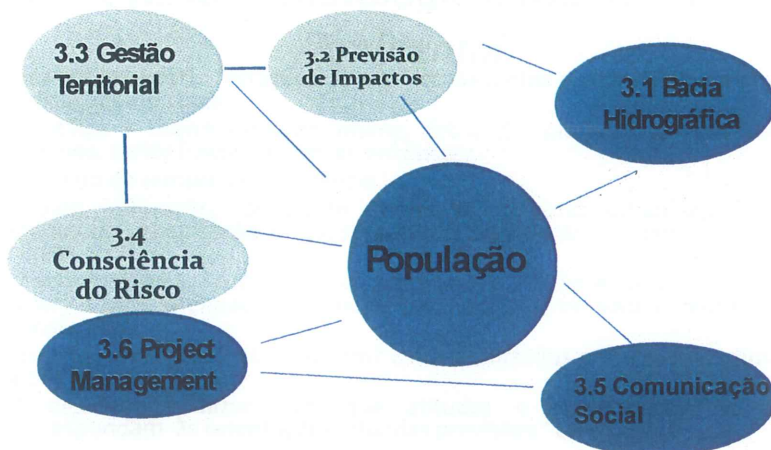 3.3 Gestão
Territorial
3.2 Previsão
de Impactos
3.1 Bacia
Hidrográfica
População
3.4
Consciência
do Risco
3.6 Project
Management
3.5 Comunicação
Social